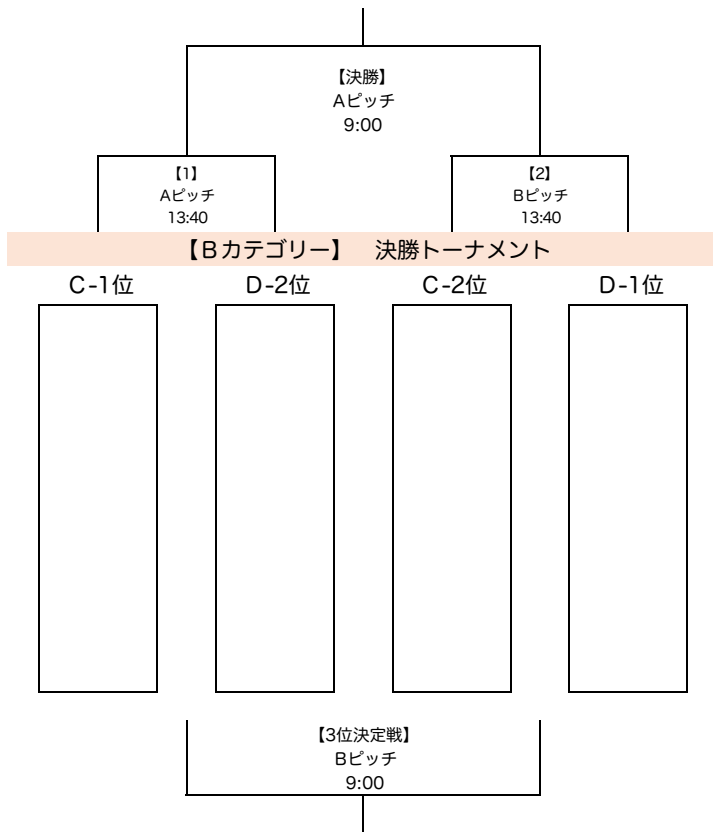 【決勝】
Aピッチ
9:00
【1】
Aピッチ
13:40
【2】
Bピッチ
13:40
【Bカテゴリー】　決勝トーナメント
C-1位
D-2位
C-2位
D-1位
【3位決定戦】
Bピッチ
9:00